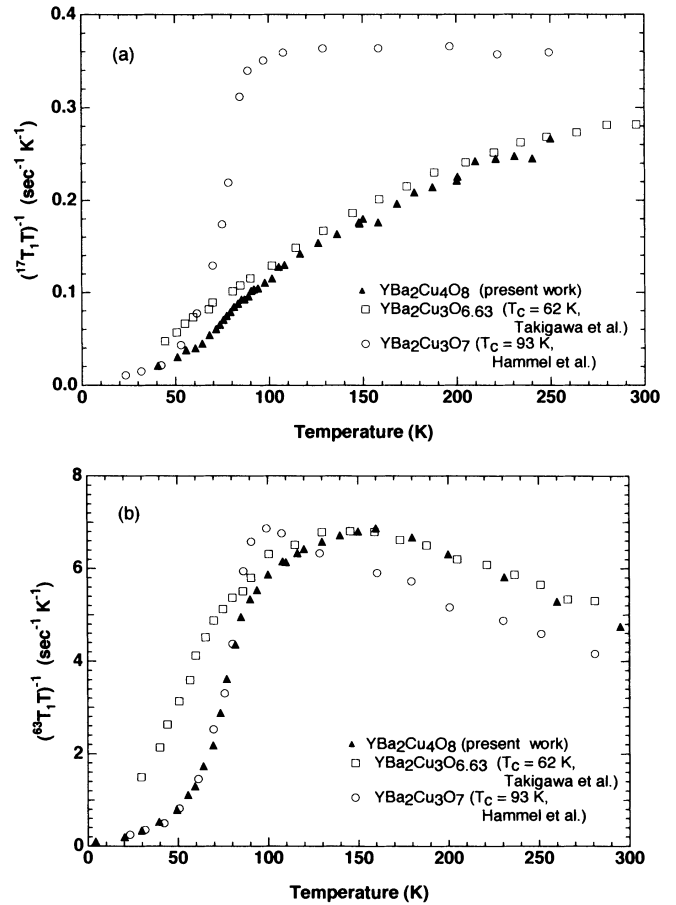 0.4
(a)
0.3
0.2
0.1
0.0
(¹⁷T₁T)⁻¹ (sec⁻¹ K⁻¹)
▲ YBa₂Cu₄O₈ (present work)
□ YBa₂Cu₃O₆.₆₃ (T_C = 62 K,
Takigawa et al.)
○ YBa₂Cu₃O₇ (T_C = 93 K,
Hammel et al.)
0 50 100 150 200 250 300
Temperature (K)
8
(b)
6
4
2
0
(⁶³T₁T)⁻¹ (sec⁻¹ K⁻¹)
▲ YBa₂Cu₄O₈ (present work)
□ YBa₂Cu₃O₆.₆₃ (T_C = 62 K,
Takigawa et al.)
○ YBa₂Cu₃O₇ (T_C = 93 K,
Hammel et al.)
0 50 100 150 200 250 300
Temperature (K)